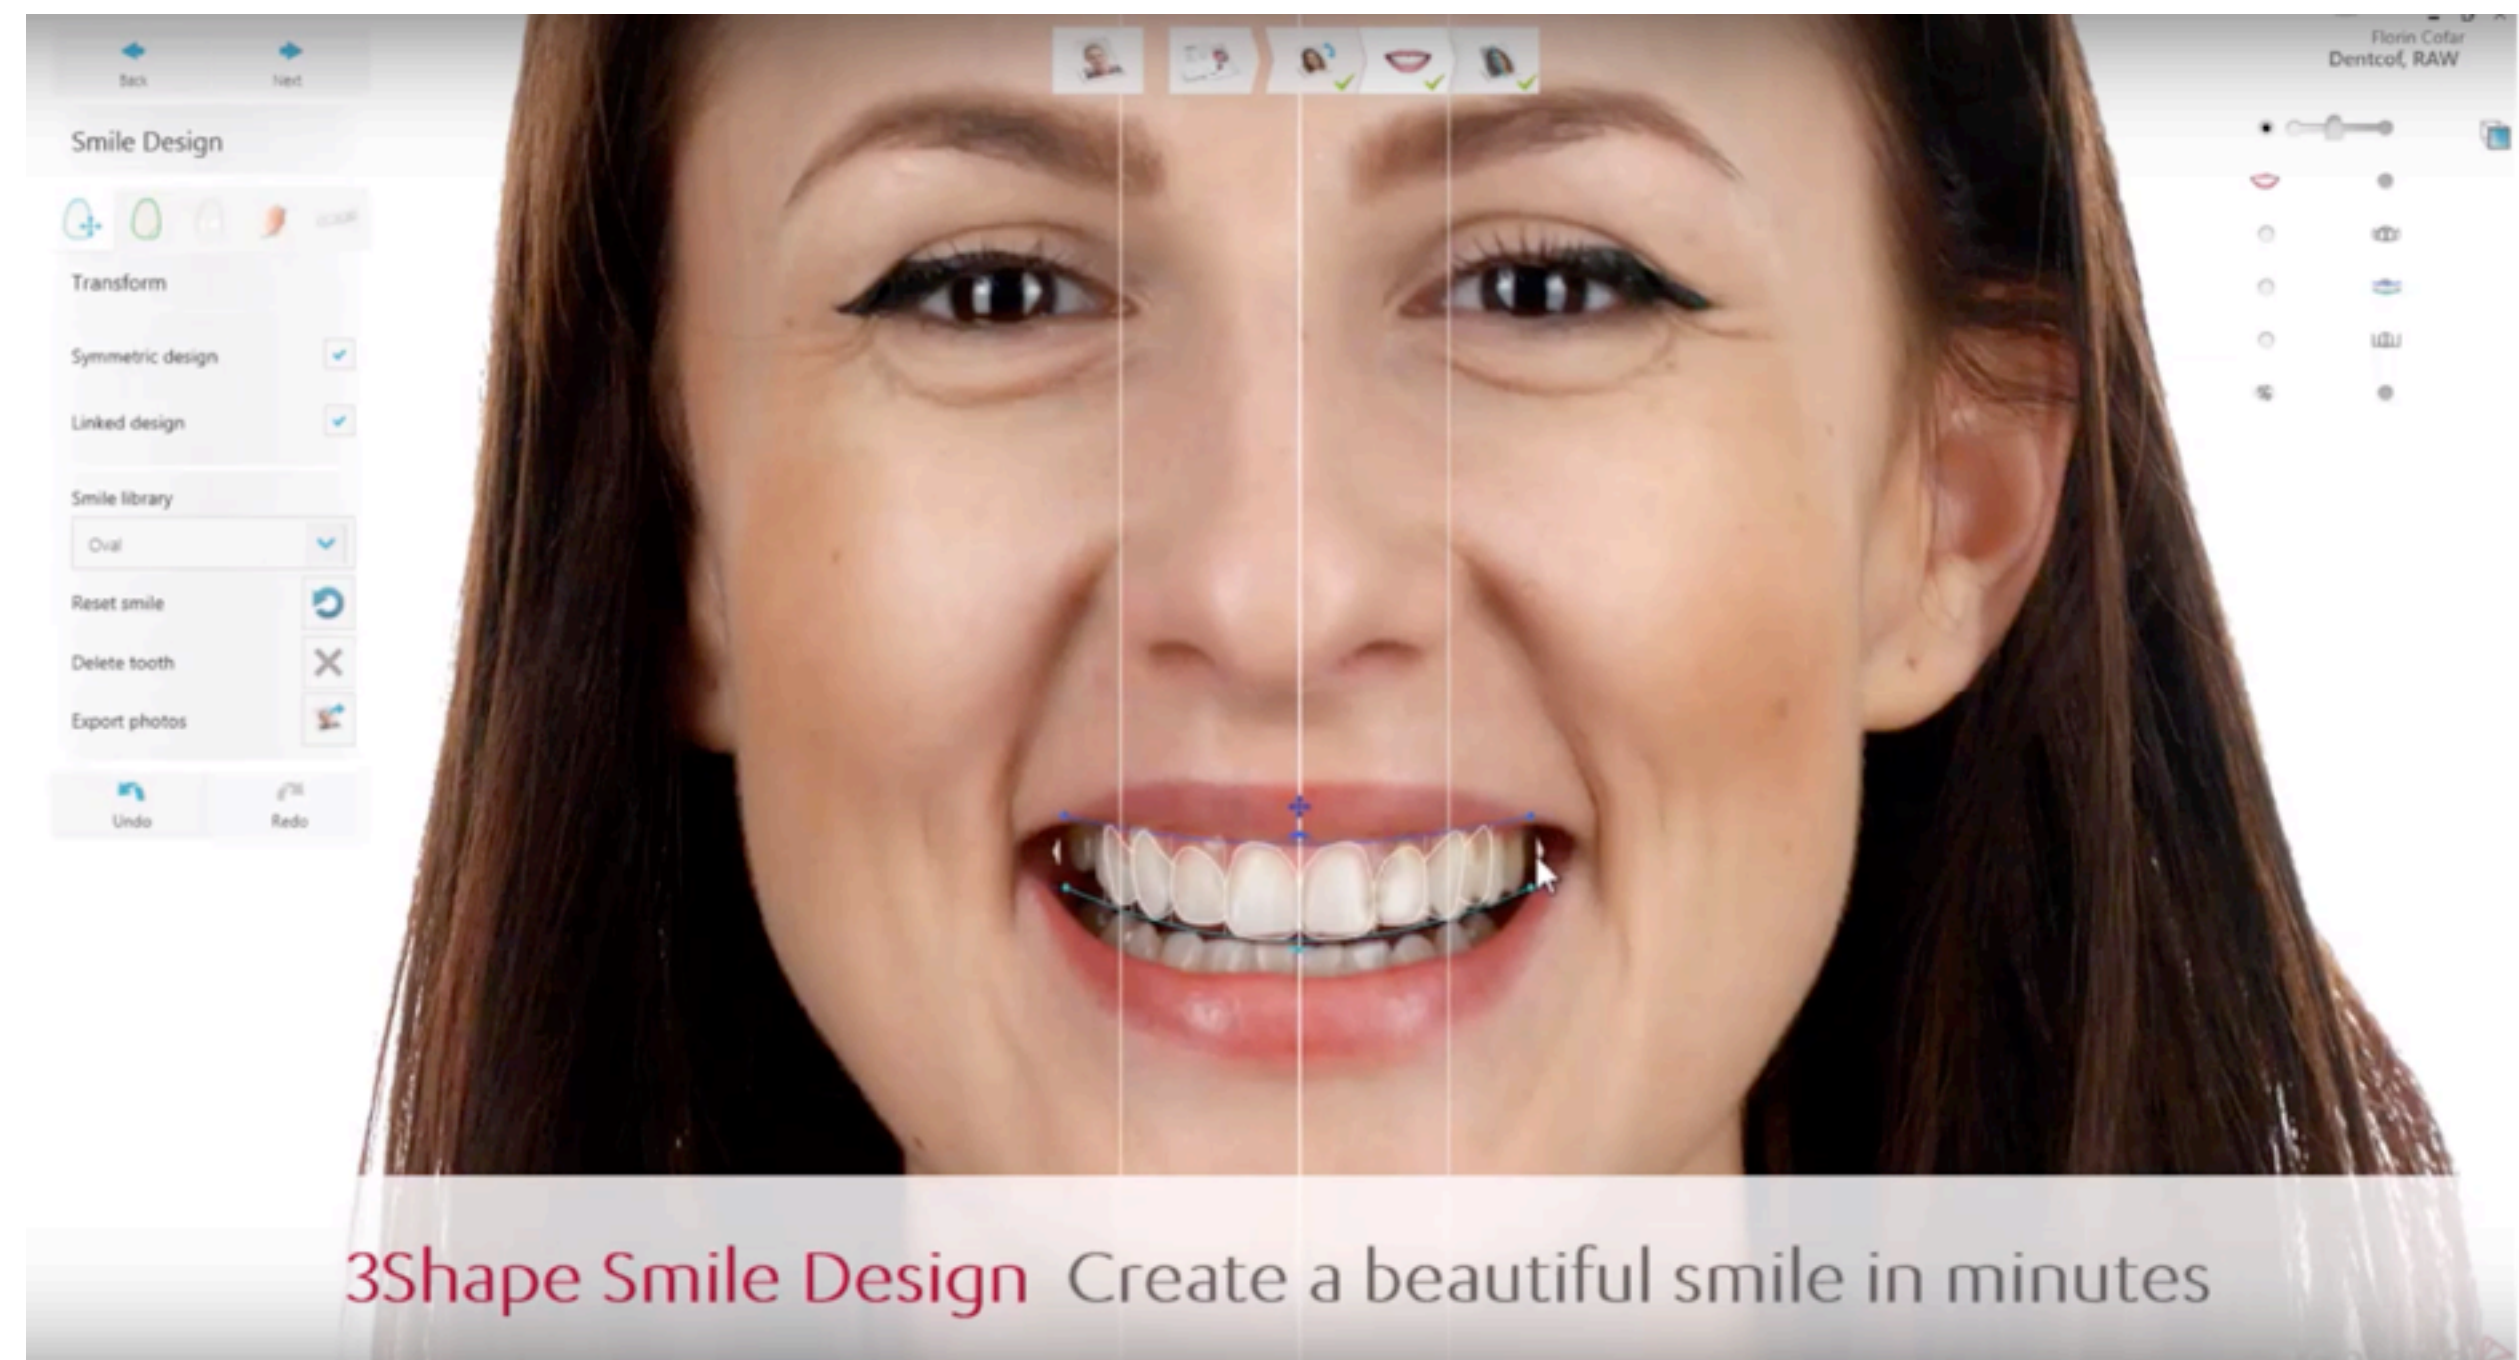 Back
Next
Florin Cofar
Dentcof, RAW
Smile Design
Transform
Symmetric design
Linked design
Smile library
Oval
Reset smile
Delete tooth
Export photos
Undo
Redo
3Shape Smile Design Create a beautiful smile in minutes